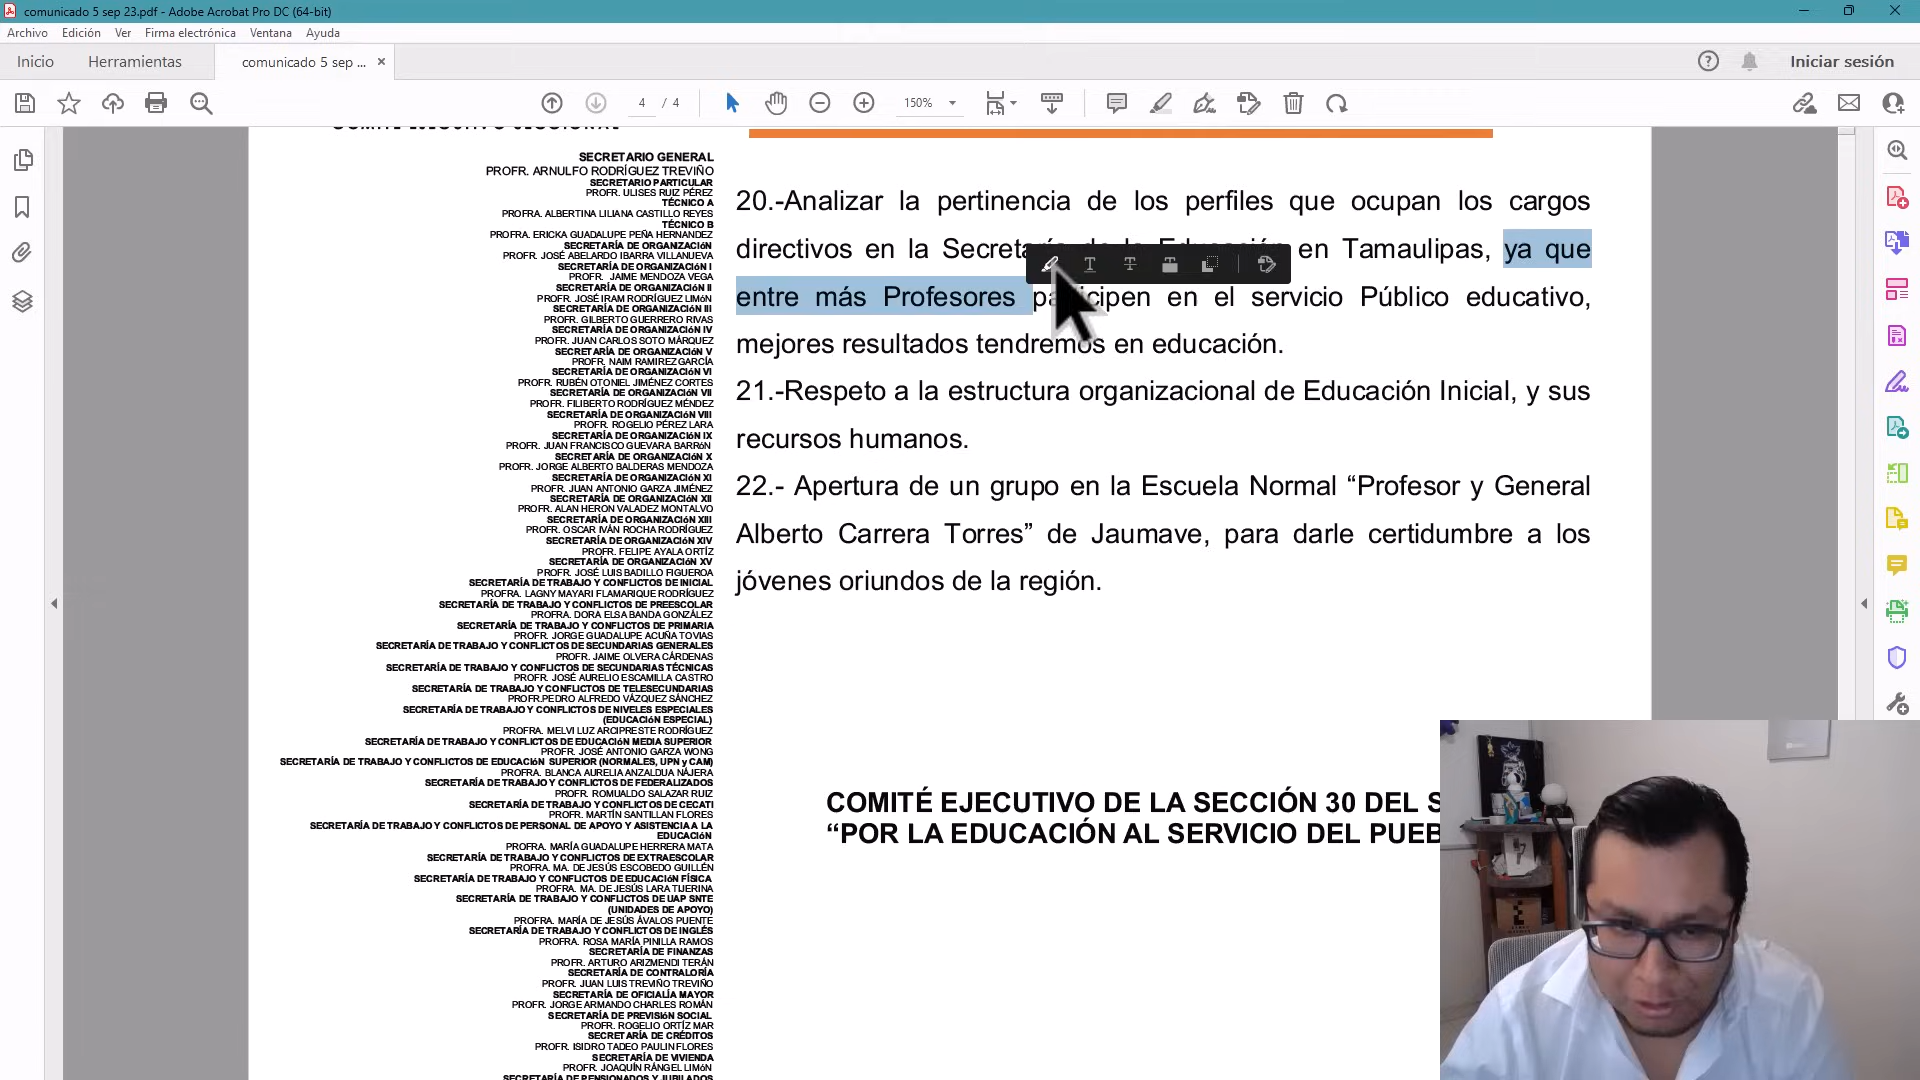 comunicado 5 sep 23.pdf - Adobe Acrobat Pro DC (64-bit)
Archivo Edición Ver Firma electrónica Ventana Ayuda
Inicio Herramientas comunicado 5 sep ... Iniciar sesión
4 / 4 150%
COMITÉ EJECUTIVO SECCIONAL
SECRETARIO GENERAL
PROFR. ARNULFO RODRÍGUEZ TREVIÑO
SECRETARIO PARTICULAR
PROFR. ULISES RUIZ PÉREZ
TÉCNICO A
PROFRA. ALBERTINA LILIANA CASTILLO REYES
TÉCNICO B
PROFRA. ERICKA GUADALUPE PEÑA HERNANDEZ
SECRETARÍA DE ORGANIZACIóN
PROFR. JOSÉ ABELARDO IBARRA VILLANUEVA
SECRETARÍA DE ORGANIZACIóN I
PROFR. JAIME MENDOZA VEGA
SECRETARÍA DE ORGANIZACIóN II
PROFR. JOSÉ IRAM RODRÍGUEZ LIMóN
SECRETARÍA DE ORGANIZACIóN III
PROFR. GILBERTO GUERRERO RIVAS
SECRETARÍA DE ORGANIZACIóN IV
PROFR. JUAN CARLOS SOTO MÁRQUEZ
SECRETARÍA DE ORGANIZACIóN V
PROFR. NAIM RAMIREZ GARCÍA
SECRETARÍA DE ORGANIZACIóN VI
PROFR. RUBÉN OTONIEL JIMÉNEZ CORTES
SECRETARÍA DE ORGANIZACIóN VII
PROFR. FILIBERTO RODRÍGUEZ MÉNDEZ
SECRETARÍA DE ORGANIZACIóN VIII
PROFR. ROGELIO PÉREZ LARA
SECRETARÍA DE ORGANIZACIóN IX
PROFR. JUAN FRANCISCO GUEVARA BARRóN
SECRETARÍA DE ORGANIZACIóN X
PROFR. JORGE ALBERTO BALDERAS MENDOZA
SECRETARÍA DE ORGANIZACIóN XI
PROFR. JUAN ANTONIO GARZA JIMÉNEZ
SECRETARÍA DE ORGANIZACIóN XII
PROFR. ALAN HERON VALADEZ MONTALVO
SECRETARÍA DE ORGANIZACIóN XIII
PROFR. OSCAR IVÁN ROCHA RODRÍGUEZ
SECRETARÍA DE ORGANIZACIóN XIV
PROFR. FELIPE AYALA ORTÍZ
SECRETARÍA DE ORGANIZACIóN XV
PROFR. JOSÉ LUIS BADILLO FIGUEROA
SECRETARÍA DE TRABAJO Y CONFLICTOS DE INICIAL
PROFRA. LAGNY MAYARI FLAMARIQUE RODRÍGUEZ
SECRETARÍA DE TRABAJO Y CONFLICTOS DE PREESCOLAR
PROFRA. DORA ELSA BANDA GONZÁLEZ
SECRETARÍA DE TRABAJO Y CONFLICTOS DE PRIMARIA
PROFR. JORGE GUADALUPE ACUÑA TOVIAS
SECRETARÍA DE TRABAJO Y CONFLICTOS DE SECUNDARIAS GENERALES
PROFR. JAIME OLVERA CÁRDENAS
SECRETARÍA DE TRABAJO Y CONFLICTOS DE SECUNDARIAS TÉCNICAS
PROFR. JOSÉ AURELIO ESCAMILLA CASTRO
SECRETARÍA DE TRABAJO Y CONFLICTOS DE TELESECUNDARIAS
PROFR.PEDRO ALFREDO VÁZQUEZ SÁNCHEZ
SECRETARÍA DE TRABAJO Y CONFLICTOS DE NIVELES ESPECIALES
(EDUCACIóN ESPECIAL)
PROFRA. MELVI LUZ ARCIPRESTE RODRÍGUEZ
SECRETARÍA DE TRABAJO Y CONFLICTOS DE EDUCACIóN MEDIA SUPERIOR
PROFR. JOSÉ ANTONIO GARZA WONG
SECRETARÍA DE TRABAJO Y CONFLICTOS DE EDUCACIóN SUPERIOR (NORMALES, UPN y CAM)
PROFRA. BLANCA AURELIA ANZALDUA NÁJERA
SECRETARÍA DE TRABAJO Y CONFLICTOS DE FEDERALIZADOS
PROFR. ROMUALDO SALAZAR RUIZ
SECRETARÍA DE TRABAJO Y CONFLICTOS DE CECATI
PROFR. MARTÍN SANTILLAN FLORES
SECRETARÍA DE TRABAJO Y CONFLICTOS DE PERSONAL DE APOYO Y ASISTENCIA A LA
EDUCACIóN
PROFRA. MARÍA GUADALUPE HERRERA MATA
SECRETARÍA DE TRABAJO Y CONFLICTOS DE EXTRAESCOLAR
PROFRA. MA. DE JESÚS ESCOBEDO GUILLÉN
SECRETARÍA DE TRABAJO Y CONFLICTOS DE EDUCACIóN FÍSICA
PROFRA. MA. DE JESÚS LARA TIJERINA
SECRETARÍA DE TRABAJO Y CONFLICTOS DE UAP SNTE
(UNIDADES DE APOYO)
PROFRA. MARÍA DE JESÚS ÁVALOS PUENTE
SECRETARÍA DE TRABAJO Y CONFLICTOS DE INGLÉS
PROFRA. ROSA MARÍA PINILLA RAMOS
SECRETARÍA DE FINANZAS
PROFR. ARTURO ARIZMENDI TERÁN
SECRETARÍA DE CONTRALORÍA
PROFR. JUAN LUIS TREVIÑO TREVIÑO
SECRETARÍA DE OFICIALÍA MAYOR
PROFR. JORGE ARMANDO CHARLES ROMÁN
SECRETARÍA DE PREVISIóN SOCIAL
PROFR. ROGELIO ORTÍZ MAR
SECRETARÍA DE CRÉDITOS
PROFR. ISIDRO TADEO PAULIN FLORES
SECRETARÍA DE VIVIENDA
PROFR. JOAQUÍN RÁNGEL LIMóN
SECRETARÍA DE PENSIONADOS Y JUBILADOS
20.-Analizar la pertinencia de los perfiles que ocupan los cargos
directivos en la Secretaría de la Educación en Tamaulipas, ya que
entre más Profesores participen en el servicio Público educativo,
mejores resultados tendremos en educación.
21.-Respeto a la estructura organizacional de Educación Inicial, y sus
recursos humanos.
22.- Apertura de un grupo en la Escuela Normal “Profesor y General
Alberto Carrera Torres” de Jaumave, para darle certidumbre a los
jóvenes oriundos de la región.
COMITÉ EJECUTIVO DE LA SECCIÓN 30 DEL S
“POR LA EDUCACIÓN AL SERVICIO DEL PUEB